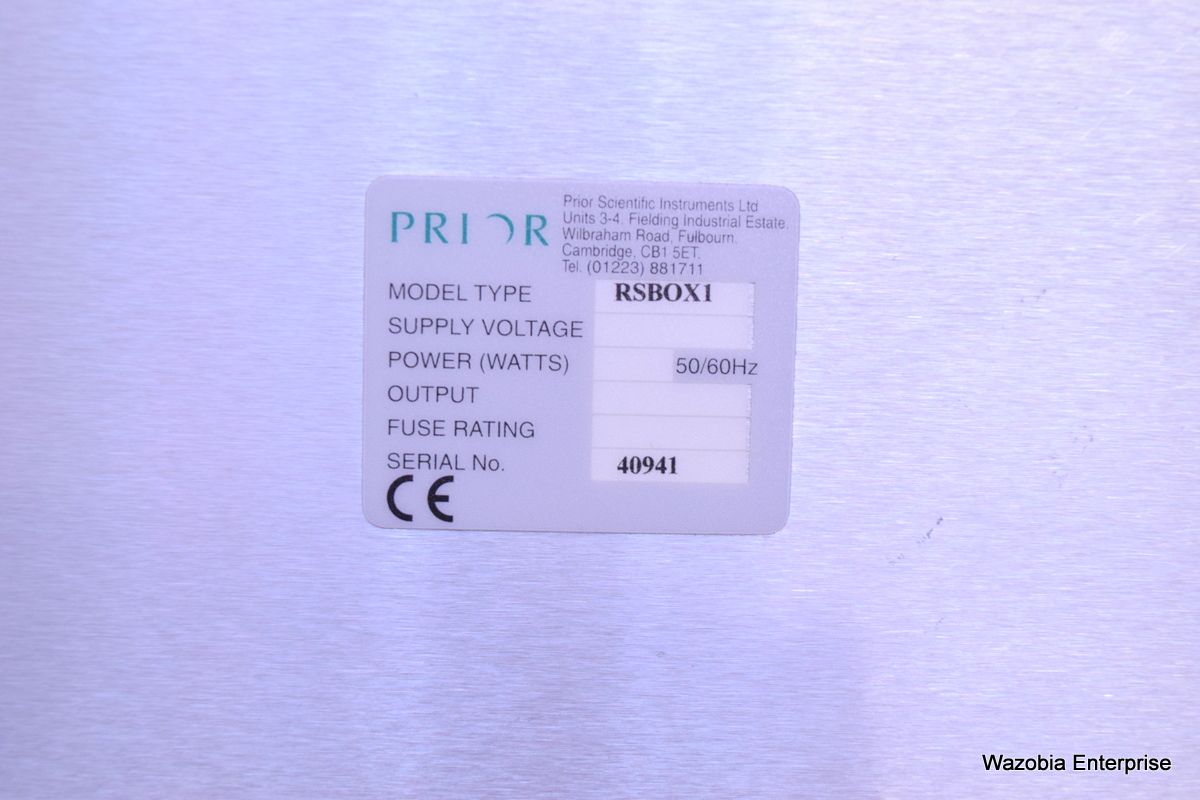 PRIOR
Prior Scientific Instruments Ltd
Units 3-4, Fielding Industrial Estate,
Wilbraham Road, Fulbourn,
Cambridge, CB1 5ET.
Tel. (01223) 881711
MODEL TYPE RSBOX1
SUPPLY VOLTAGE
POWER (WATTS) 50/60Hz
OUTPUT
FUSE RATING
SERIAL No. 40941
CE
Wazobia Enterprise